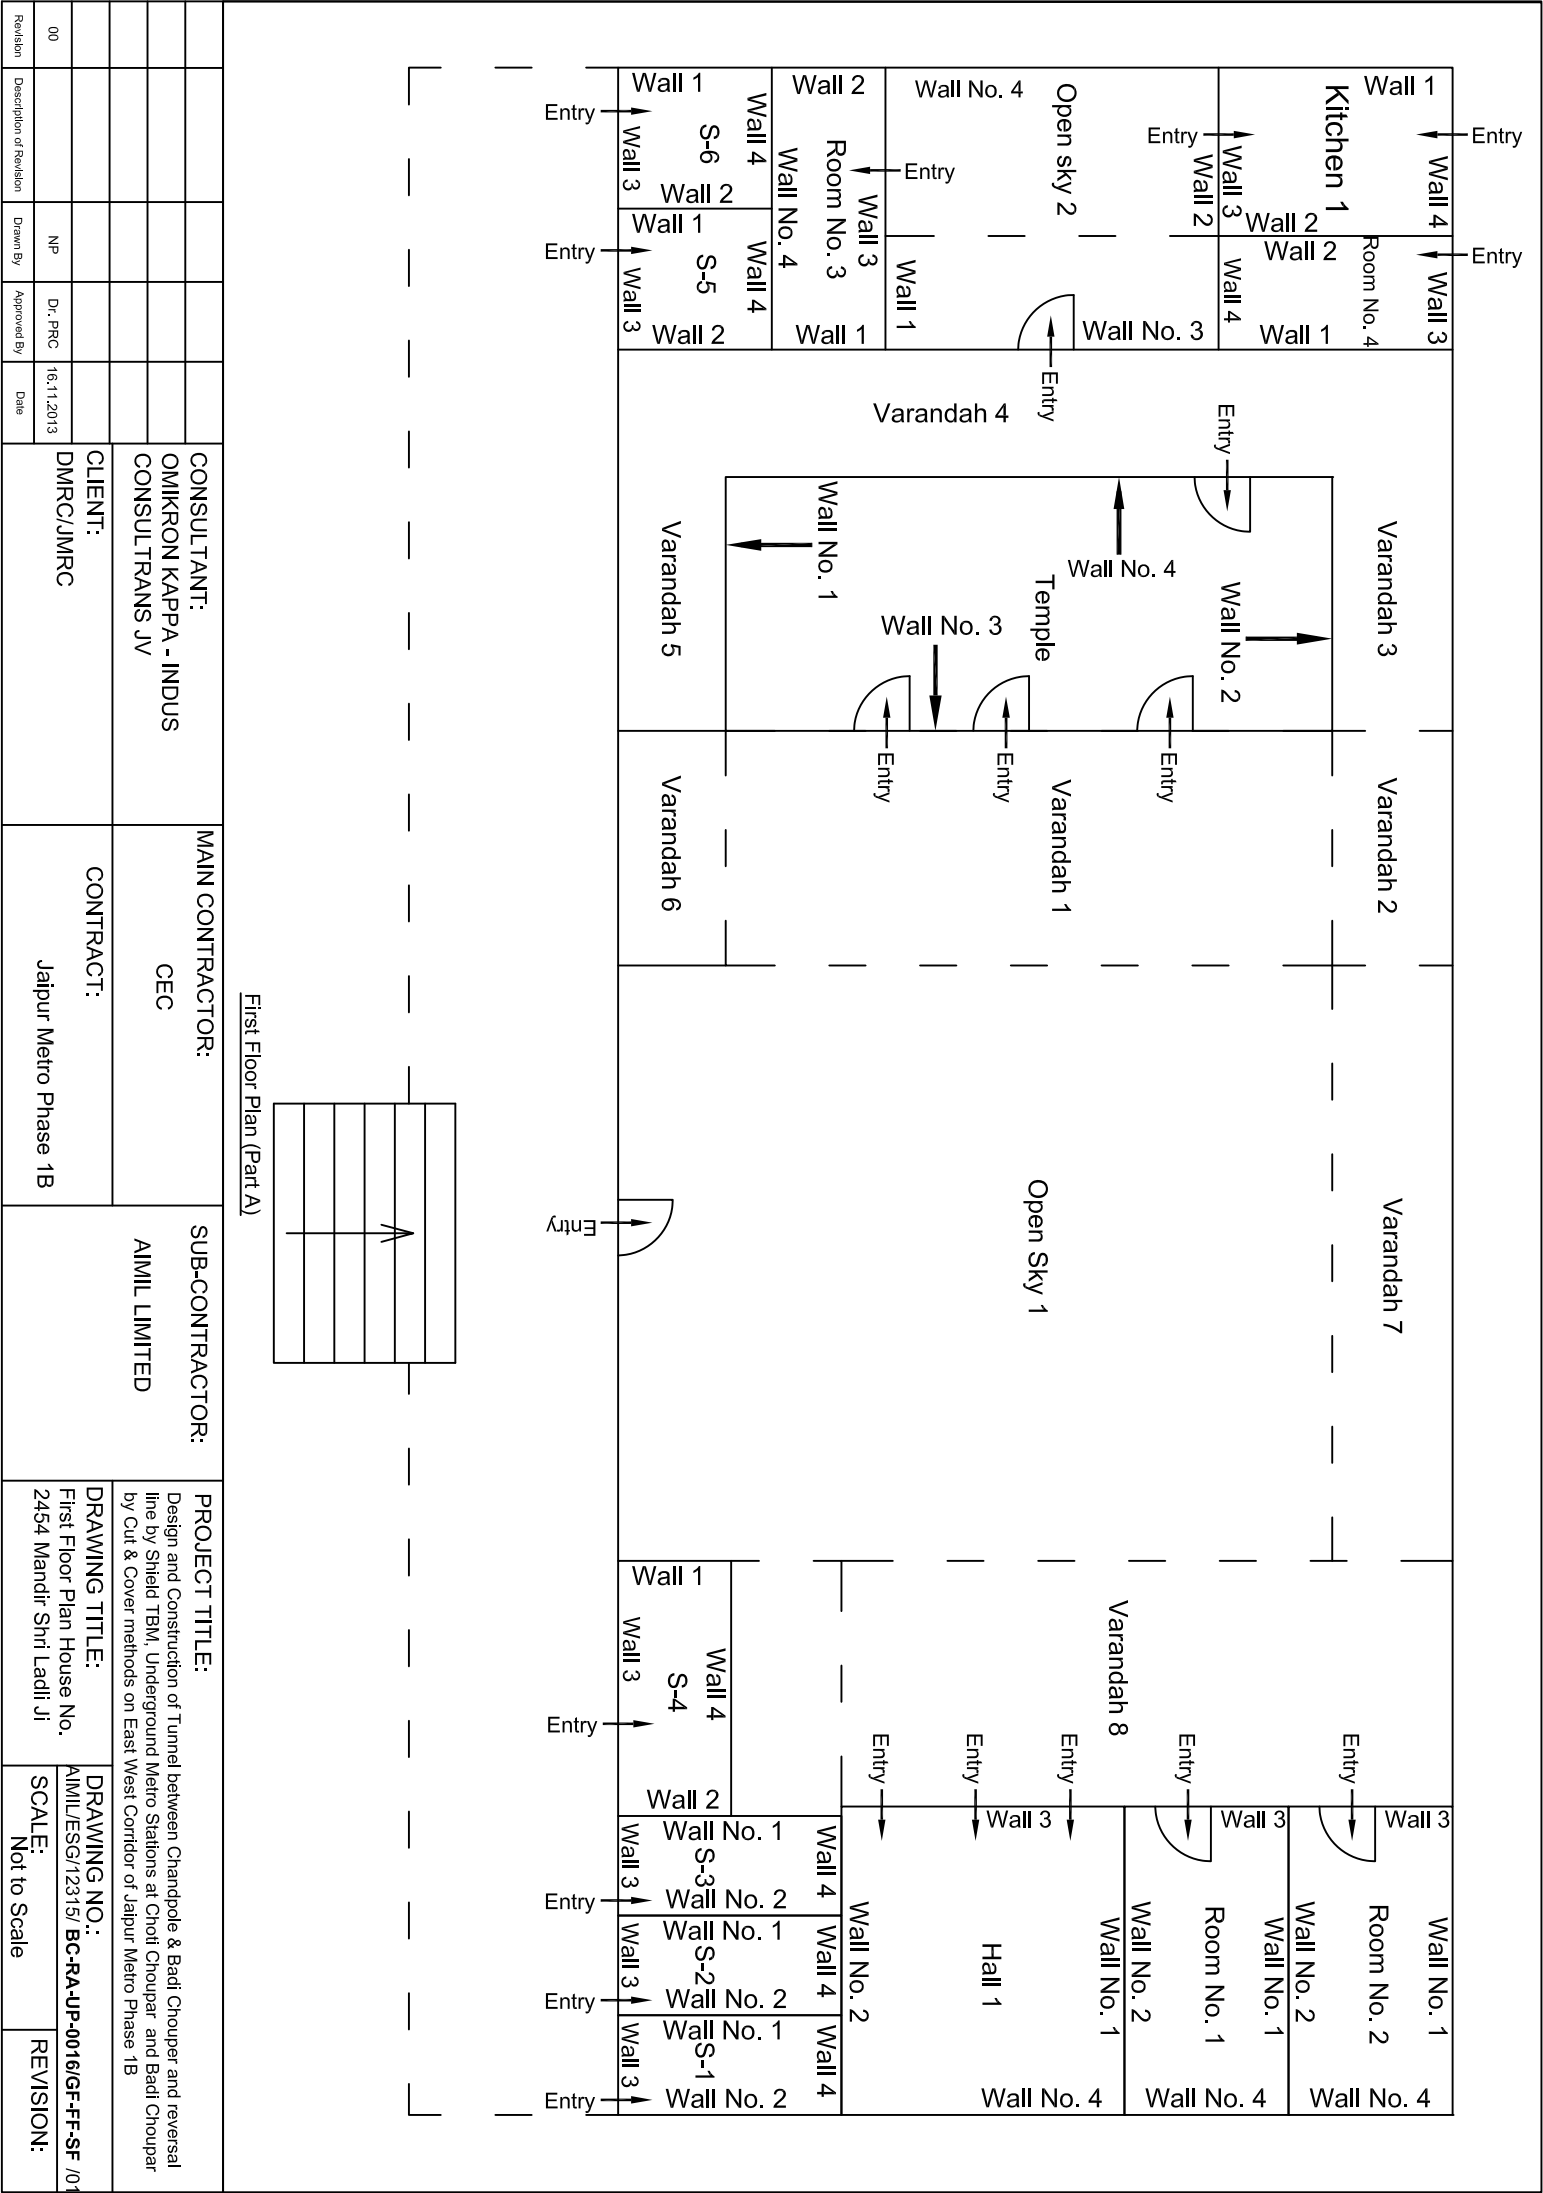 Wall 1
Kitchen 1
Entry
Wall 4
Wall 3
Wall 2
Entry
Wall 2
Room No. 4
Entry
Wall 3
Wall 4
Wall 1
Wall No. 4
Open sky 2
Wall 2
Entry
Wall 1
Wall No. 3
Entry
Wall 2
Room No. 3
Wall 3
Wall No. 4
Wall 1
Wall 1
Wall 4
S-6
Entry
Wall 3
Wall 2
Wall 1
Wall 4
S-5
Entry
Wall 3
Wall 2
Varandah 4
Entry
Varandah 3
Wall No. 1
Wall No. 4
Temple
Wall No. 2
Wall No. 3
Varandah 5
Entry
Entry
Entry
Varandah 2
Varandah 1
Varandah 6
Varandah 7
Open Sky 1
Entry
Varandah 8
Wall 1
Wall 4
S-4
Wall 3
Entry
Wall 2
Entry
Entry
Entry
Entry
Entry
Wall 3
Wall No. 1
Room No. 2
Wall No. 2
Wall No. 4
Wall 3
Wall No. 1
Room No. 1
Wall No. 2
Wall No. 4
Wall 3
Wall No. 1
Hall 1
Wall No. 2
Wall No. 4
Wall No. 1
Wall 4
S-3
Wall 3
Wall No. 2
Entry
Wall No. 1
Wall 4
S-2
Wall 3
Wall No. 2
Entry
Wall No. 1
Wall 4
S-1
Wall 3
Wall No. 2
Entry
First Floor Plan (Part A)
00
NP
Dr. PRC
16.11.2013
Revision
Description of Revision
Drawn By
Approved By
Date
CONSULTANT:
OMIKRON KAPPA - INDUS
CONSULTRANS JV
CLIENT:
DMRC/JMRC
MAIN CONTRACTOR:
CEC
CONTRACT:
Jaipur Metro Phase 1B
SUB-CONTRACTOR:
AIMIL LIMITED
PROJECT TITLE:
Design and Construction of Tunnel between Chandpole & Badi Chouper and reversal
line by Shield TBM, Underground Metro Stations at Choti Choupar and Badi Choupar
by Cut & Cover methods on East West Corridor of Jaipur Metro Phase 1B
DRAWING TITLE:
First Floor Plan House No.
2454 Mandir Shri Ladli Ji
DRAWING NO.:
AIMIL/ESG/12315/ BC-RA-UP-0016/GF-FF-SF /01
SCALE:
Not to Scale
REVISION: